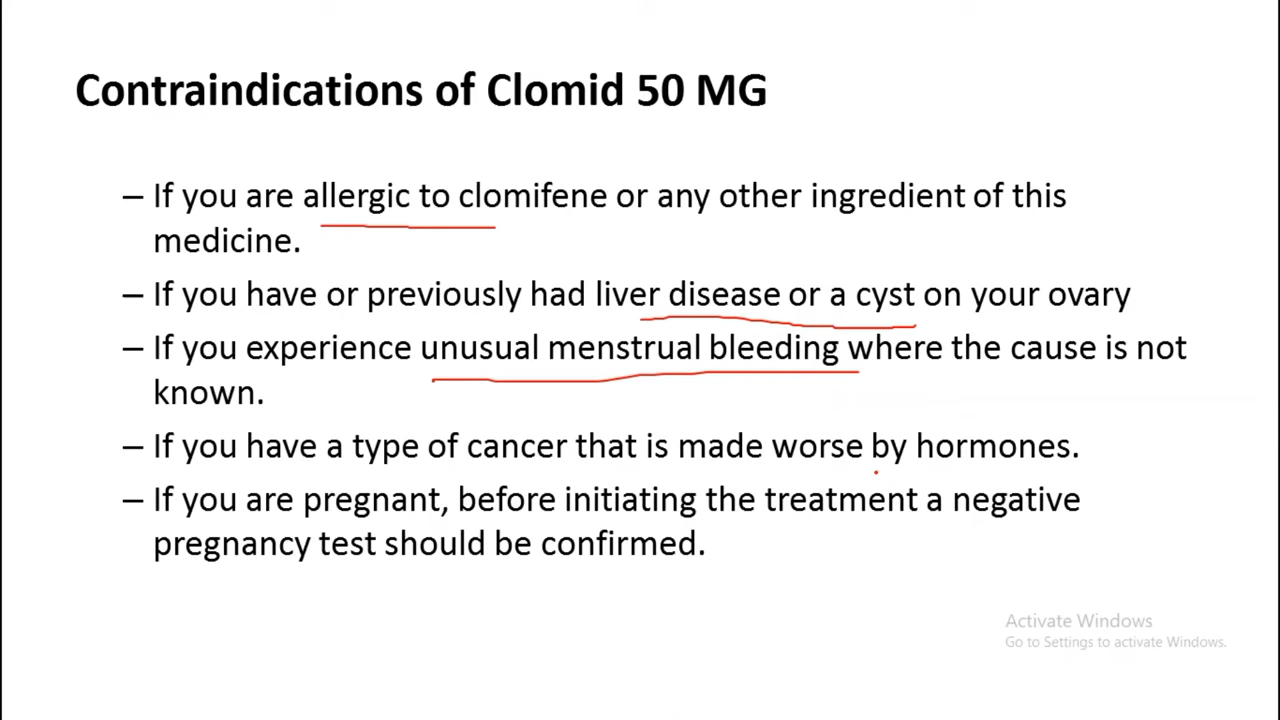 Contraindications of Clomid 50 MG
– If you are allergic to clomifene or any other ingredient of this
medicine.
– If you have or previously had liver disease or a cyst on your ovary
– If you experience unusual menstrual bleeding where the cause is not
known.
– If you have a type of cancer that is made worse by hormones.
– If you are pregnant, before initiating the treatment a negative
pregnancy test should be confirmed.
Activate Windows
Go to Settings to activate Windows.